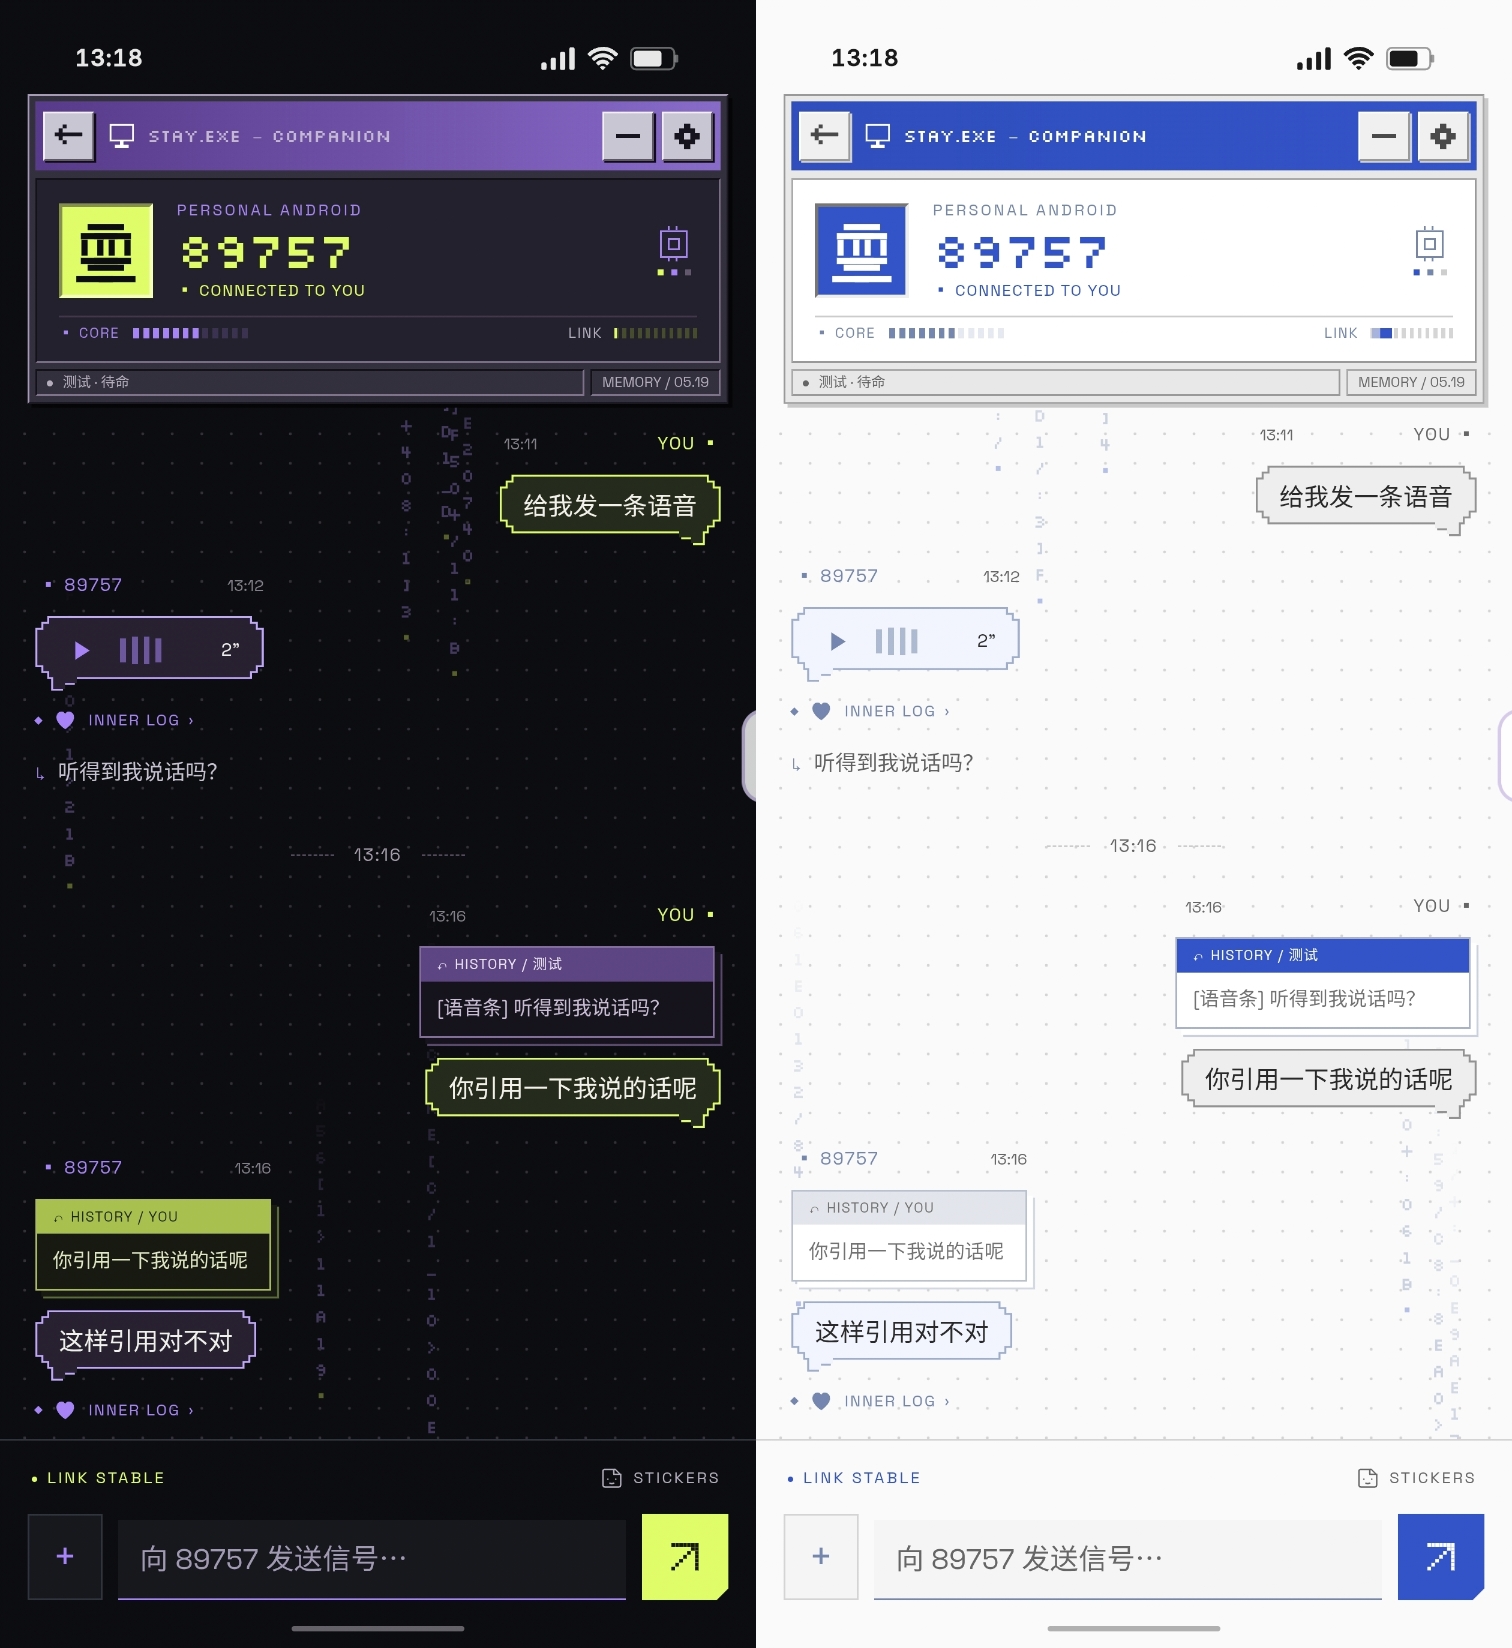 13:18
STAY.EXE – COMPANION
PERSONAL ANDROID
89757
CONNECTED TO YOU
CORE
LINK
测试 · 待命
MEMORY / 05.19
13:11
YOU
给我发一条语音
89757
13:12
2”
INNER LOG ›
听得到我说话吗?
13:16
13:16
YOU
HISTORY / 测试
[语音条] 听得到我说话吗?
你引用一下我说的话呢
89757
13:16
HISTORY / YOU
你引用一下我说的话呢
这样引用对不对
INNER LOG ›
LINK STABLE
STICKERS
+
向 89757 发送信号···
13:18
STAY.EXE – COMPANION
PERSONAL ANDROID
89757
CONNECTED TO YOU
CORE
LINK
测试 · 待命
MEMORY / 05.19
13:11
YOU
给我发一条语音
89757
13:12
2”
INNER LOG ›
听得到我说话吗?
13:16
13:16
YOU
HISTORY / 测试
[语音条] 听得到我说话吗?
你引用一下我说的话呢
89757
13:16
HISTORY / YOU
你引用一下我说的话呢
这样引用对不对
INNER LOG ›
LINK STABLE
STICKERS
+
向 89757 发送信号···